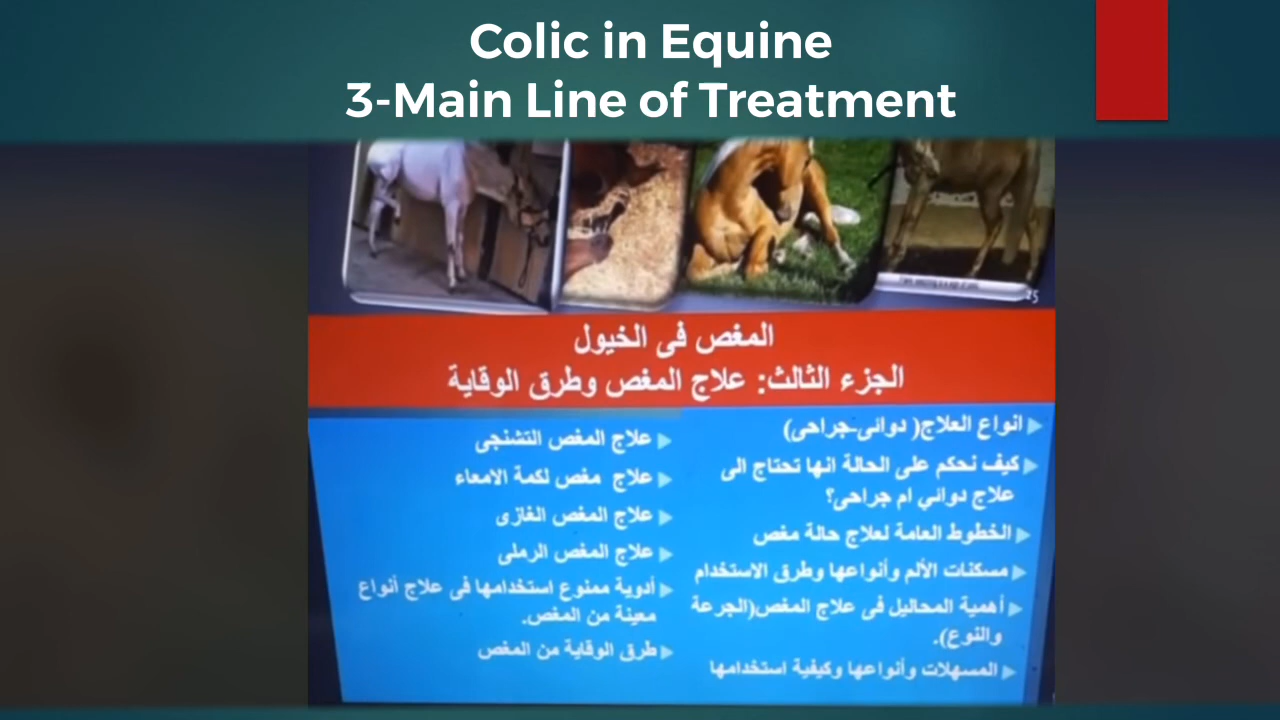 Colic in Equine
3-Main Line of Treatment
25
المغص فى الخيول
الجزء الثالث: علاج المغص وطرق الوقاية
انواع العلاج( دوائى-جراحى)
كيف نحكم على الحالة انها تحتاج الى
علاج دوائي ام جراحى؟
الخطوط العامة لعلاج حالة مغص
مسكنات الألم وأنواعها وطرق الاستخدام
أهمية المحاليل فى علاج المغص(الجرعة
والنوع).
المسهلات وأنواعها وكيفية استخدامها
علاج المغص التشنجى
علاج مغص لكمة الامعاء
علاج المغص الغازى
علاج المغص الرملى
أدوية ممنوع استخدامها فى علاج أنواع
معينة من المغص.
طرق الوقاية من المغص